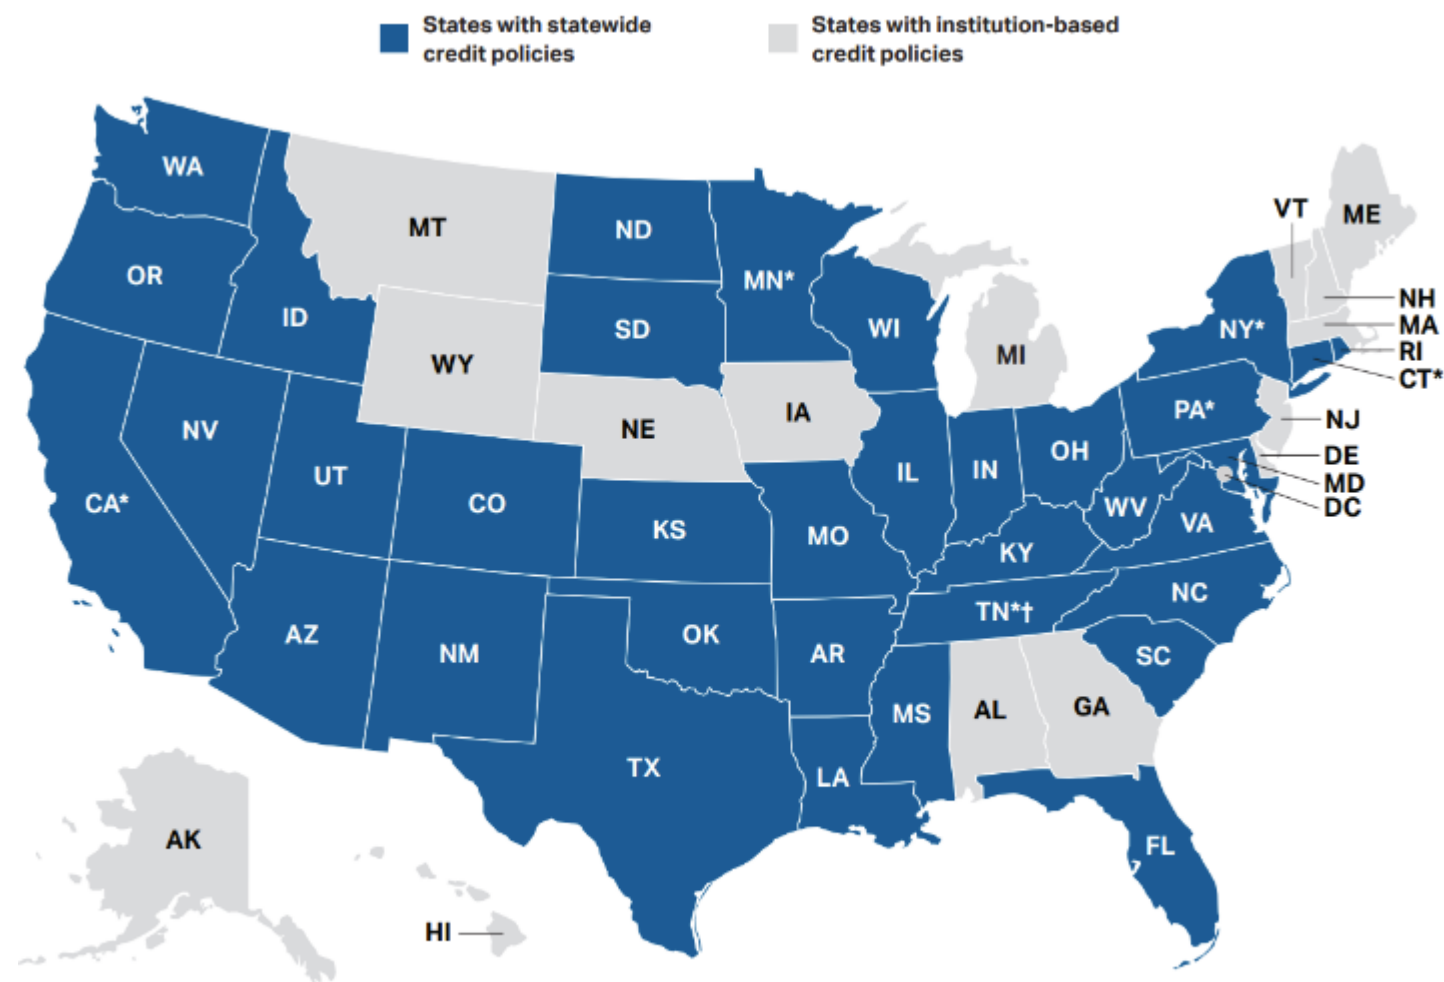 States with statewide
credit policies
States with institution-based
credit policies
WA
MT
ND
MN*
VT
ME
OR
ID
SD
WI
NY*
NH
MA
RI
CT*
WY
MI
IA
NE
PA*
NJ
NV
UT
CO
IL
IN
OH
DE
MD
DC
CA*
KS
MO
WV
VA
KY
NC
TN*†
AZ
NM
OK
AR
SC
MS
AL
GA
TX
LA
FL
AK
HI